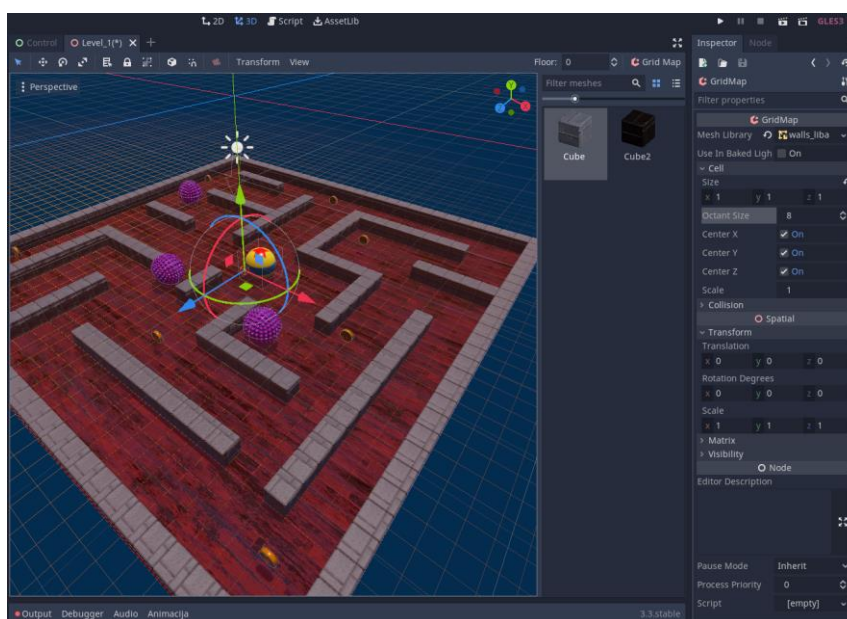 2D 3D Script AssetLib GLES3
Control Level_1(*) X +
Transform View Floor: 0 Grid Map
Perspective
Y
X
Z
Filter meshes
Cube Cube2
Inspector Node
GridMap
Filter properties
GridMap
Mesh Library walls_liba
Use In Baked Ligh On
Cell
Size
x 1 y 1 z 1
Octant Size 8
Center X On
Center Y On
Center Z On
Scale 1
Collision
Spatial
Transform
Translation
x 0 y 0 z 0
Rotation Degrees
x 0 y 0 z 0
Scale
x 1 y 1 z 1
Matrix
Visibility
Node
Editor Description
Pause Mode Inherit
Process Priority 0
Script [empty]
Output Debugger Audio Animacija 3.3.stable